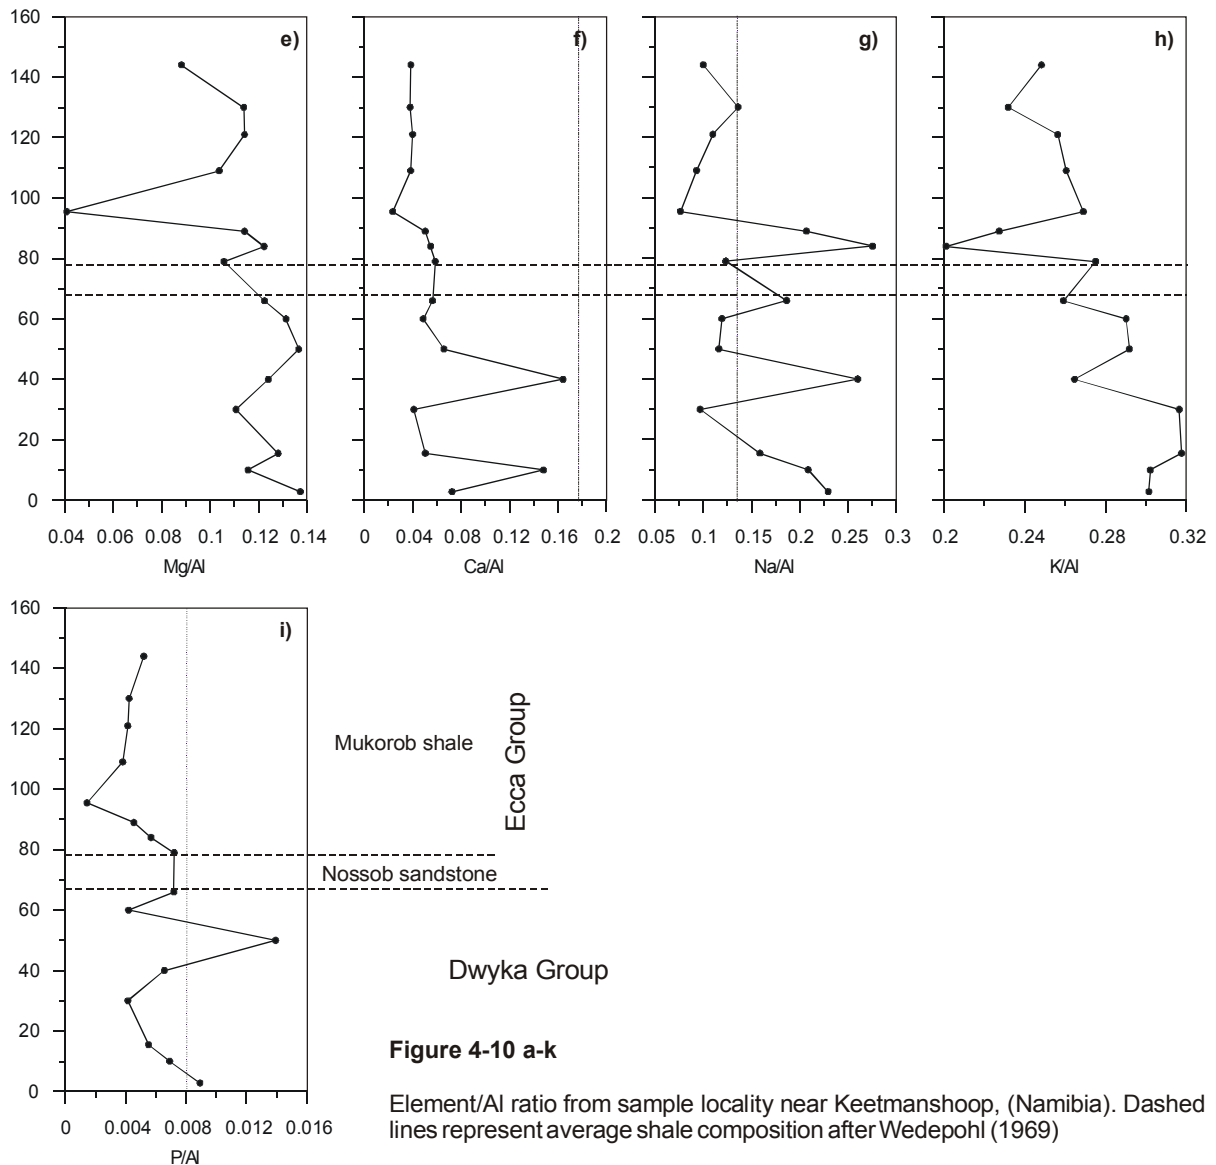 160
140
120
100
80
60
40
20
0
e)
f)
g)
h)
0.04 0.06 0.08 0.10 0.12 0.14
0 0.04 0.08 0.12 0.16 0.2
0.05 0.1 0.15 0.2 0.25 0.3
0.2 0.24 0.28 0.32
Mg/Al
Ca/Al
Na/Al
K/Al
160
140
120
100
80
60
40
20
0
i)
0 0.004 0.008 0.012 0.016
P/Al
Mukorob shale
Ecca Group
Nossob sandstone
Dwyka Group
Figure 4-10 a-k
Element/Al ratio from sample locality near Keetmanshoop, (Namibia). Dashed
lines represent average shale composition after Wedepohl (1969)